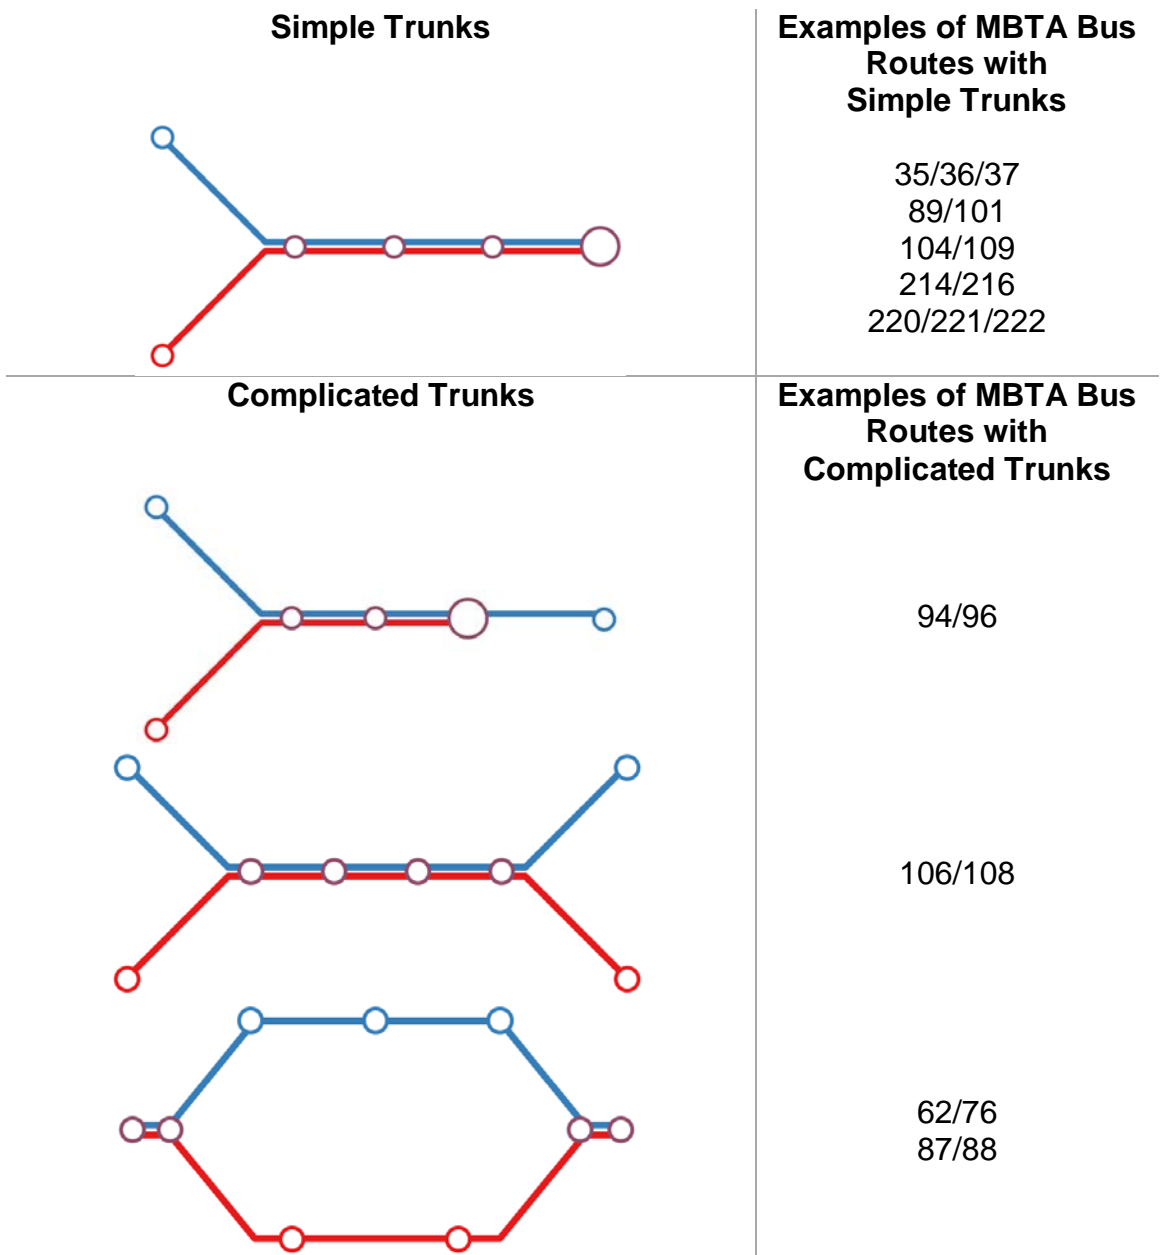 Simple Trunks
Examples of MBTA Bus
Routes with
Simple Trunks
35/36/37
89/101
104/109
214/216
220/221/222
Complicated Trunks
Examples of MBTA Bus
Routes with
Complicated Trunks
94/96
106/108
62/76
87/88